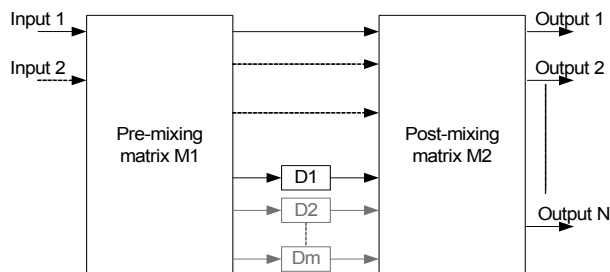 Input 1
Output 1
Input 2
Output 2
Pre-mixing
matrix M1
Post-mixing
matrix M2
D1
D2
Output N
Dm